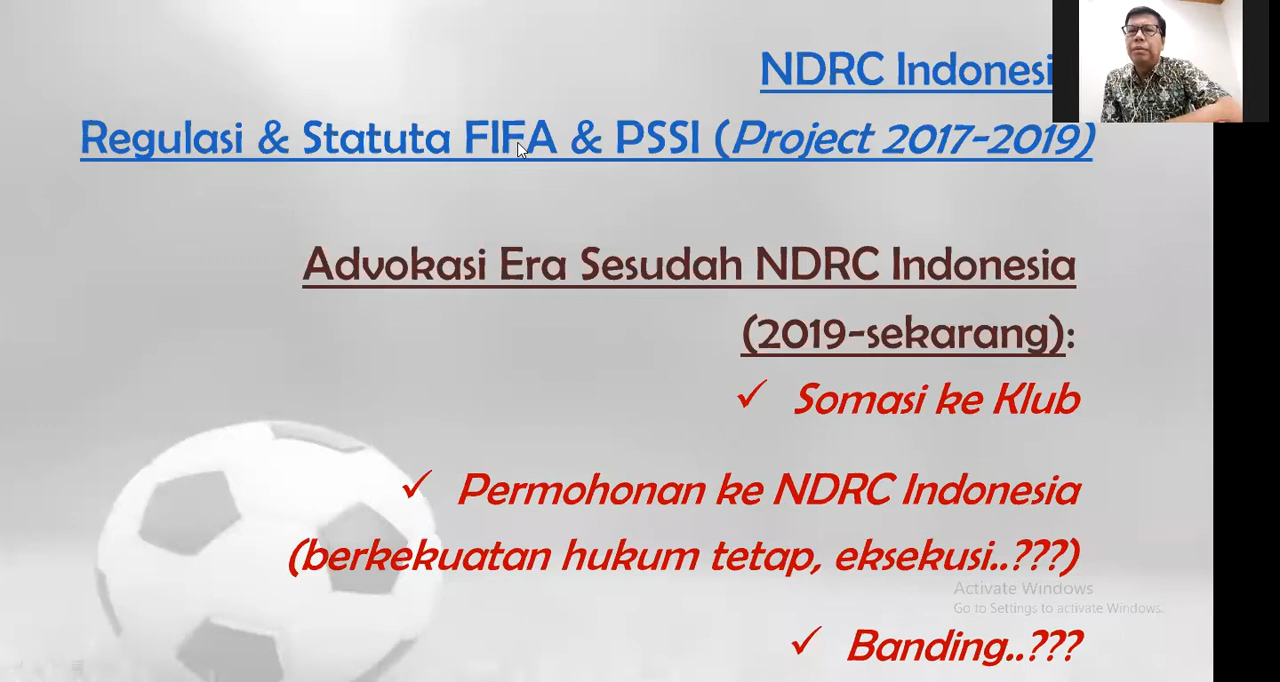 NDRC Indonesi
Regulasi & Statuta FIFA & PSSI (Project 2017-2019)
Advokasi Era Sesudah NDRC Indonesia
(2019-sekarang):
✓ Somasi ke Klub
✓ Permohonan ke NDRC Indonesia
(berkekuatan hukum tetap, eksekusi..???)
Activate Windows
Go to Settings to activate Windows.
✓ Banding..???